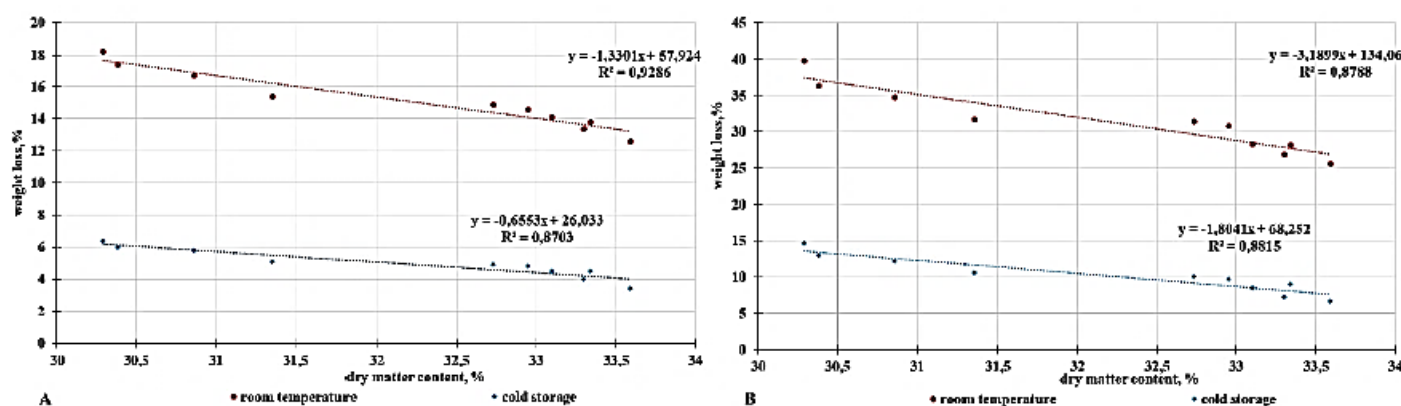 20
18
16
14
12
10
8
6
4
2
0
weight loss, %
y = -1,3301x + 57,924
R² = 0,9286
y = -0,6553x + 26,033
R² = 0,8703
30 30,5 31 31,5 32 32,5 33 33,5 34
dry matter content, %
A room temperature cold storage
45
40
35
30
25
20
15
10
5
0
weight loss, %
y = -3,1899x + 134,06
R² = 0,8788
y = -1,8041x + 68,252
R² = 0,8815
30 30,5 31 31,5 32 32,5 33 33,5 34
dry matter content, %
B room temperature cold storage